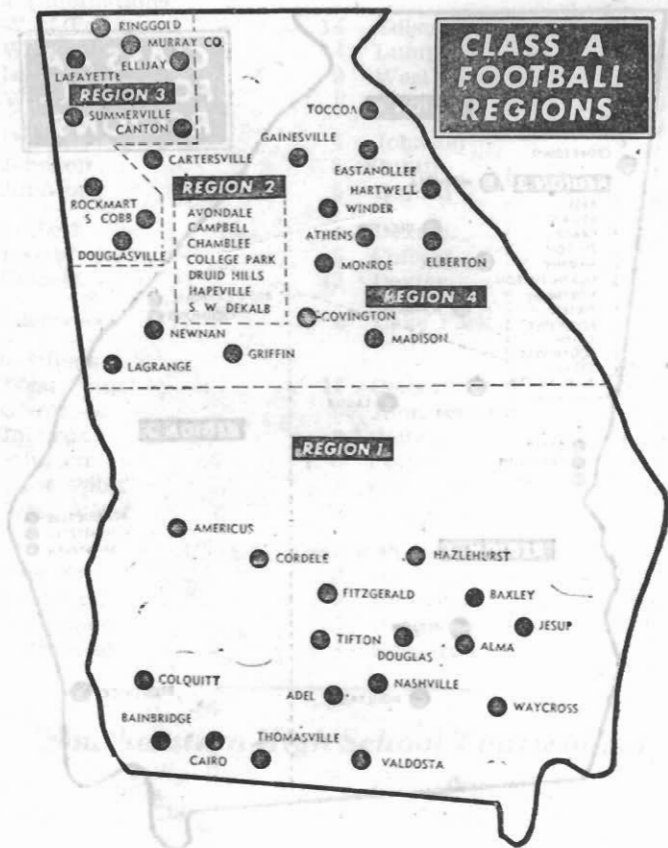 CLASS A
FOOTBALL
REGIONS
RINGGOLD
MURRAY CO.
ELLIJAY
LAFAYETTE
REGION 3
SUMMERVILLE
CANTON
TOCCOA
GAINESVILLE
CARTERSVILLE
EASTANOLLEE
HARTWELL
ROCKMART
S COBB
DOUGLASVILLE
REGION 2
AVONDALE
CAMPBELL
CHAMBLEE
COLLEGE PARK
DRUID HILLS
HAPEVILLE
S. W. DEKALB
WINDER
ATHENS
ELBERTON
MONROE
REGION 4
COVINGTON
MADISON
NEWNAN
GRIFFIN
LAGRANGE
REGION 1
AMERICUS
CORDELE
HAZLEHURST
FITZGERALD
BAXLEY
JESUP
TIFTON
DOUGLAS
ALMA
COLQUITT
ADEL
NASHVILLE
WAYCROSS
BAINBRIDGE
CAIRO
THOMASVILLE
VALDOSTA